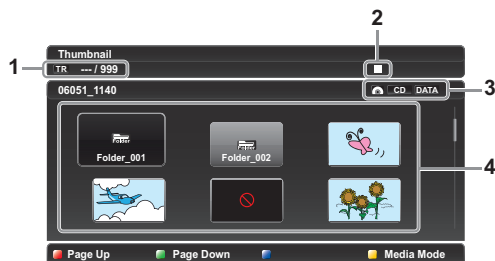 2
Thumbnail
1
TR --- / 999
06051_1140
CD DATA
3
Folder
Folder_001
Folder
Folder_002
4
Page Up Page Down Media Mode